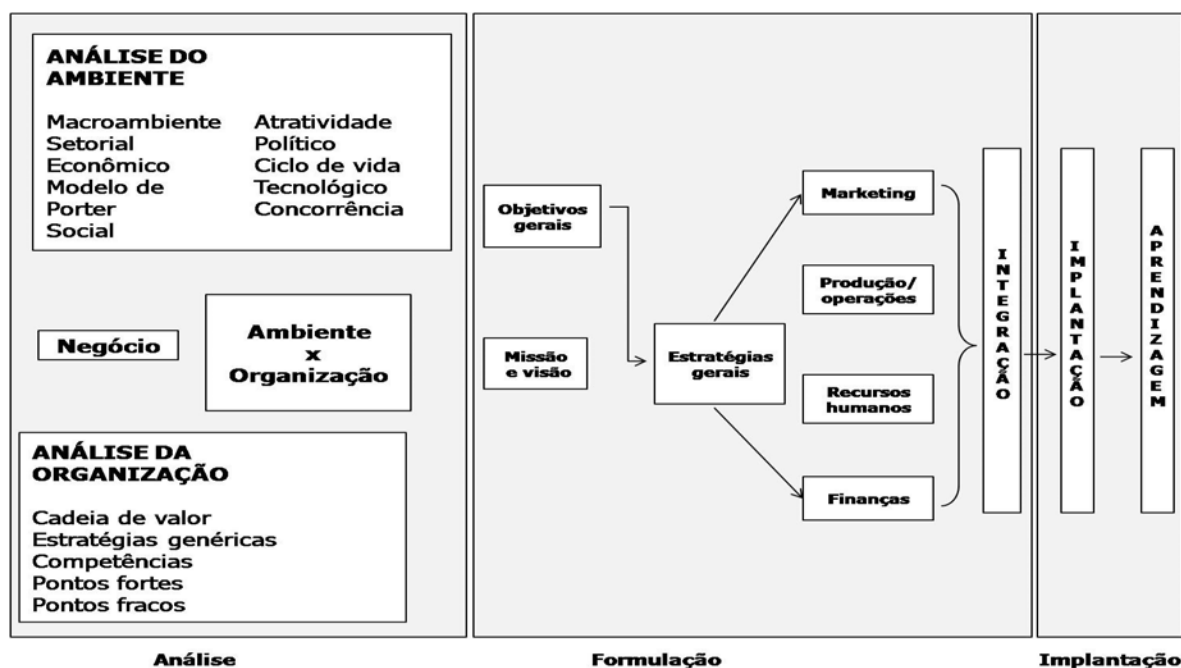 ANÁLISE DO
AMBIENTE
Macroambiente
Setorial
Econômico
Modelo de
Porter
Social
Atratividade
Político
Ciclo de vida
Tecnológico
Concorrência
Negócio
Ambiente
x
Organização
ANÁLISE DA
ORGANIZAÇÃO
Cadeia de valor
Estratégias genéricas
Competências
Pontos fortes
Pontos fracos
Objetivos
gerais
Missão
e visão
Estratégias
gerais
Marketing
Produção/
operações
Recursos
humanos
Finanças
INTEGRAÇÃO
IMPLANTAÇÃO
APRENDIZAGEM
Análise
Formulação
Implantação